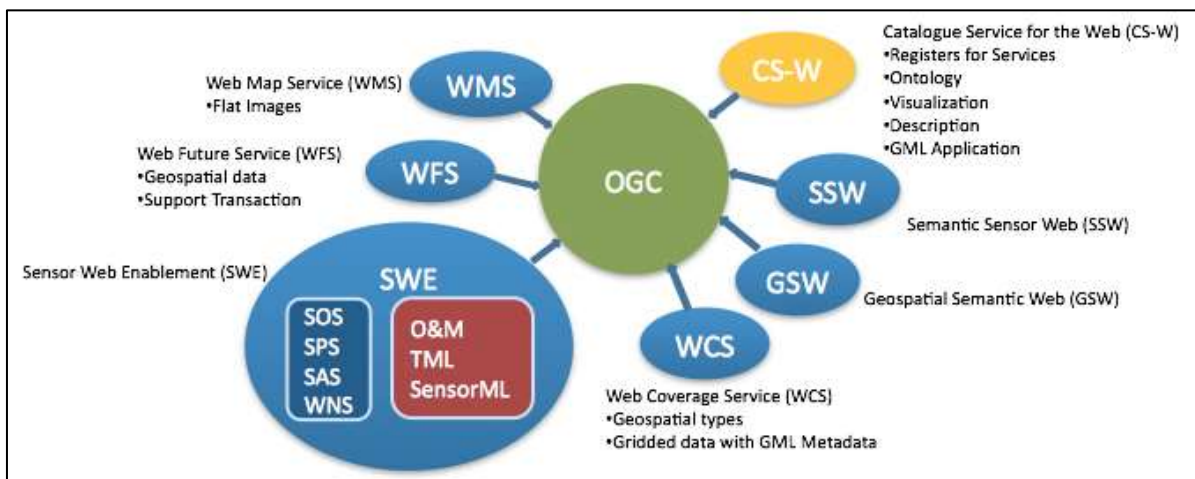 Web Map Service (WMS)
•Flat Images
WMS
Web Future Service (WFS)
•Geospatial data
•Support Transaction
WFS
Sensor Web Enablement (SWE)
SWE
SOS
SPS
SAS
WNS
O&M
TML
SensorML
OGC
CS-W
Catalogue Service for the Web (CS-W)
•Registers for Services
•Ontology
•Visualization
•Description
•GML Application
SSW
Semantic Sensor Web (SSW)
GSW
Geospatial Semantic Web (GSW)
WCS
Web Coverage Service (WCS)
•Geospatial types
•Gridded data with GML Metadata